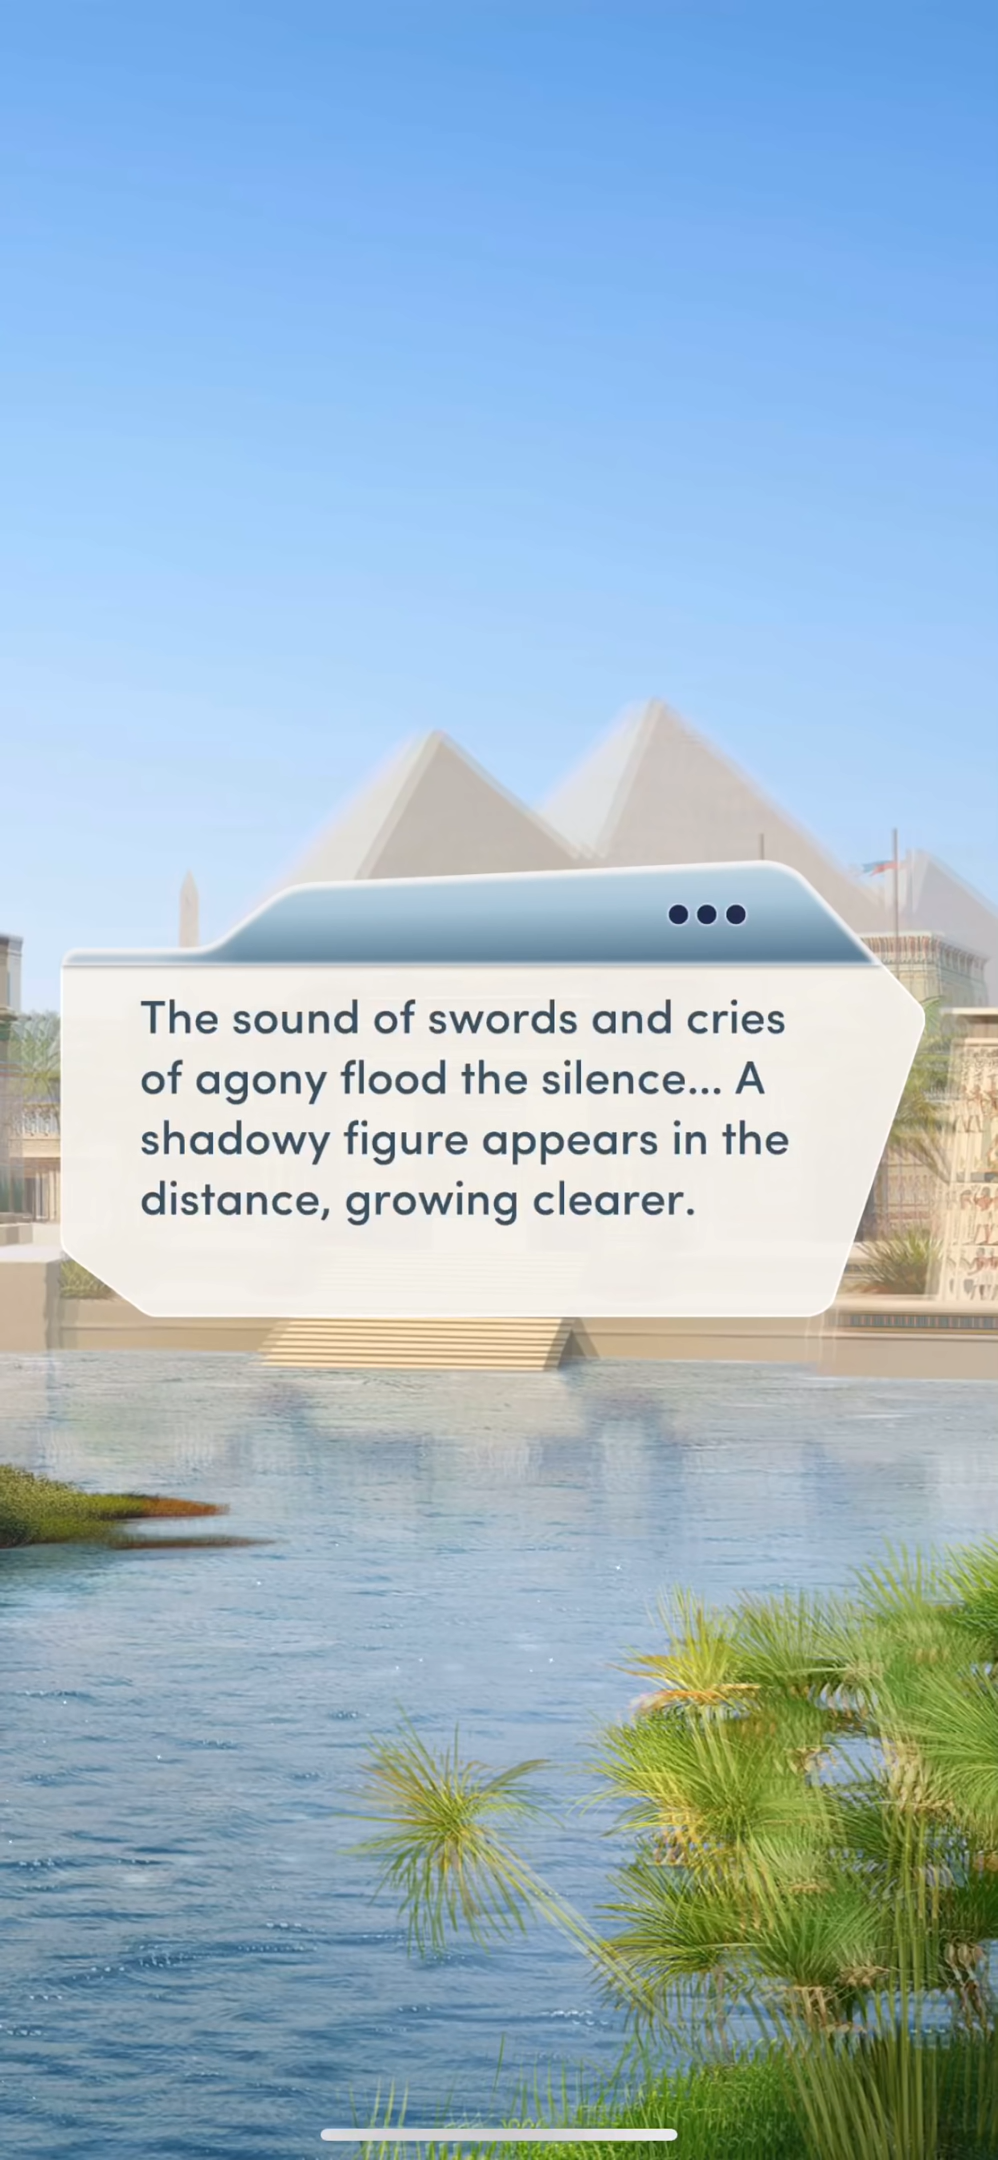 The sound of swords and cries
of agony flood the silence... A
shadowy figure appears in the
distance, growing clearer.